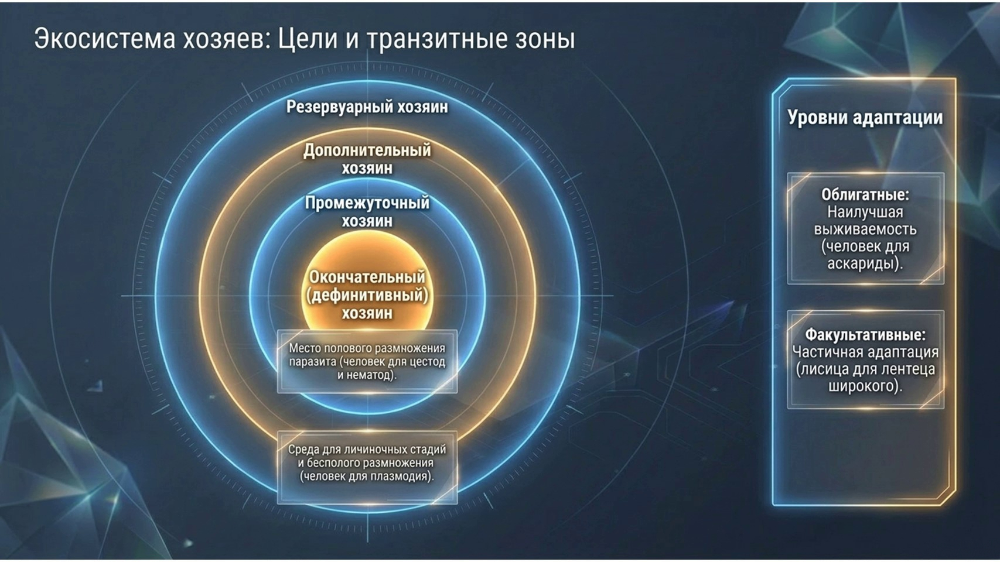 Экосистема хозяев: Цели и транзитные зоны
Резервуарный хозяин
Дополнительный
хозяин
Промежуточный
хозяин
Окончательный
(дефинитивный)
хозяин
Место полового размножения
паразита (человек для цестод
и нематод).
Среда для личиночных стадий
и бесполого размножения
(человек для плазмодия).
Уровни адаптации
Облигатные:
Наилучшая
выживаемость
(человек для
аскариды).
Факультативные:
Частичная адаптация
(лисица для лентеца
широкого).